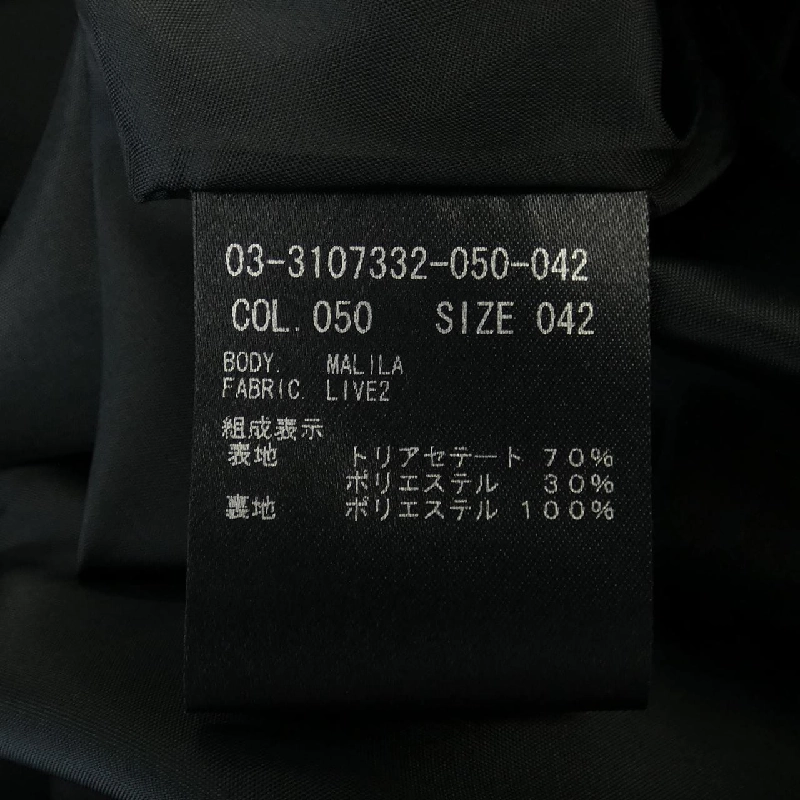 03-3107332-050-042
COL. 050 SIZE 042
BODY. MALILA
FABRIC. LIVE2
組成表示
表地 トリアセテート 70%
ポリエステル 30%
裏地 ポリエステル 100%